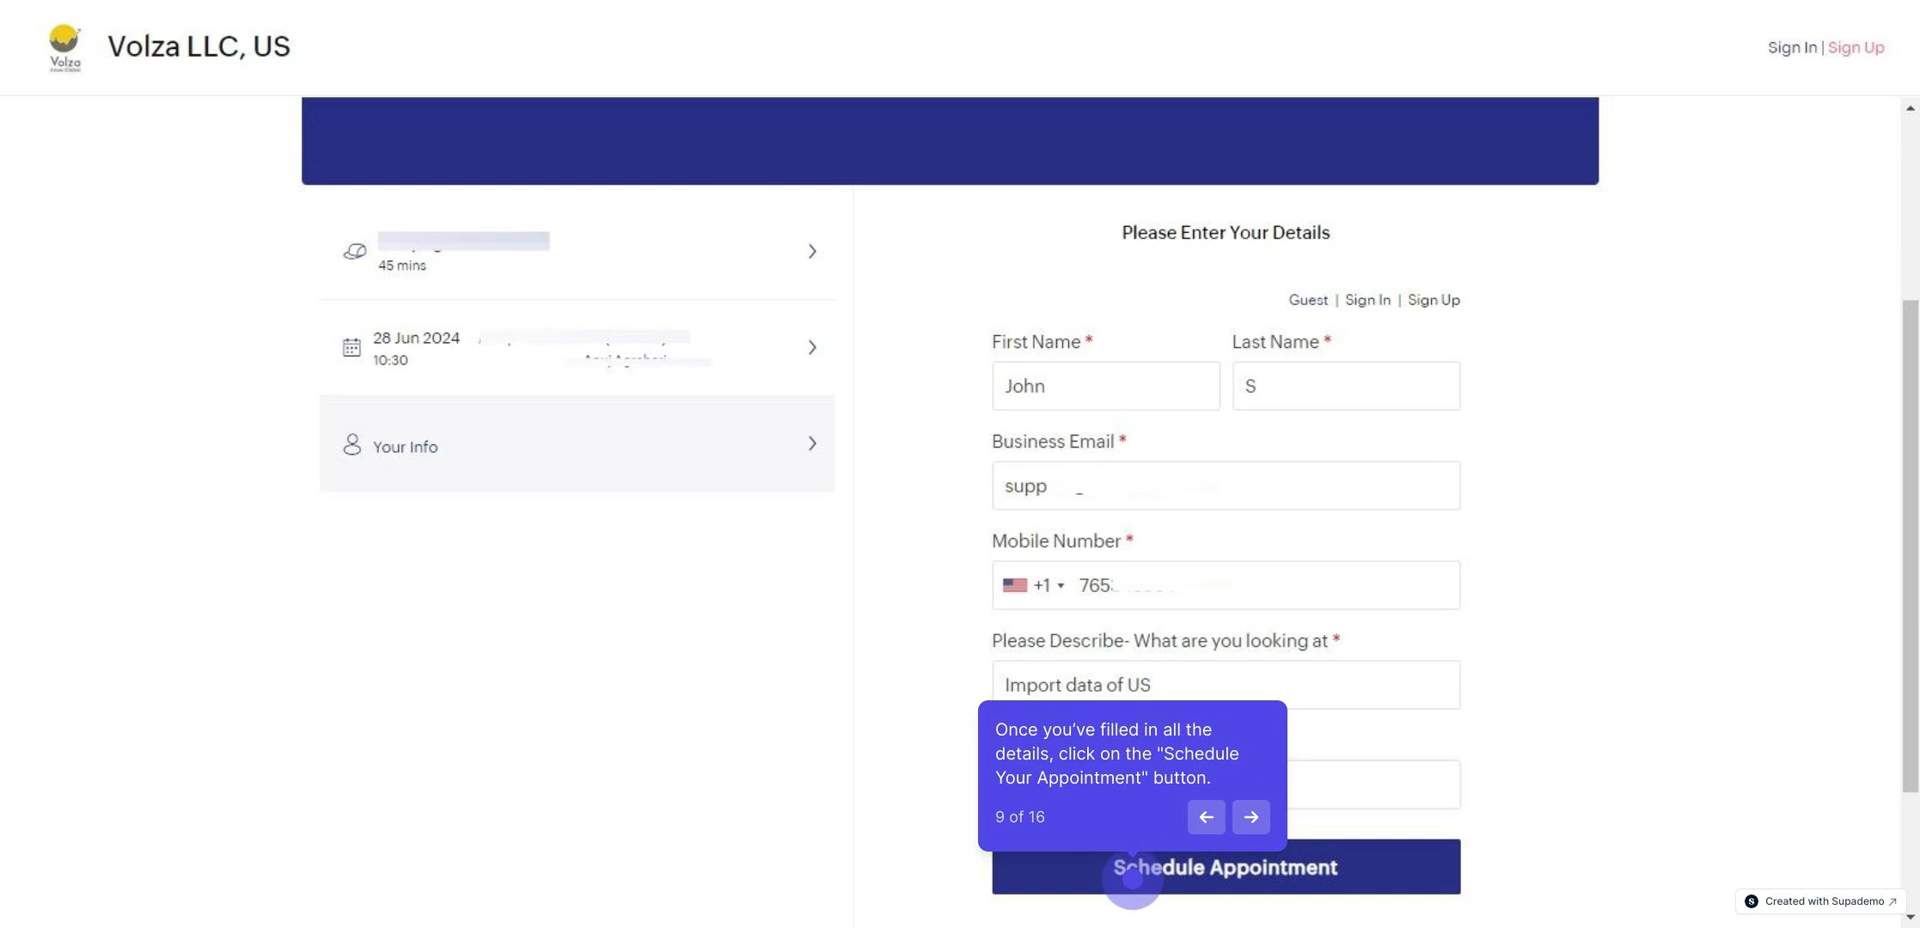 Volza
Volza LLC, US
Sign In | Sign Up
45 mins
28 Jun 2024
10:30
Your Info
Please Enter Your Details
Guest | Sign In | Sign Up
First Name * Last Name *
John S
Business Email *
supp
Mobile Number *
+1 765
Please Describe- What are you looking at *
Import data of US
Once you've filled in all the
details, click on the "Schedule
Your Appointment" button.
9 of 16
Schedule Appointment
Created with Supademo